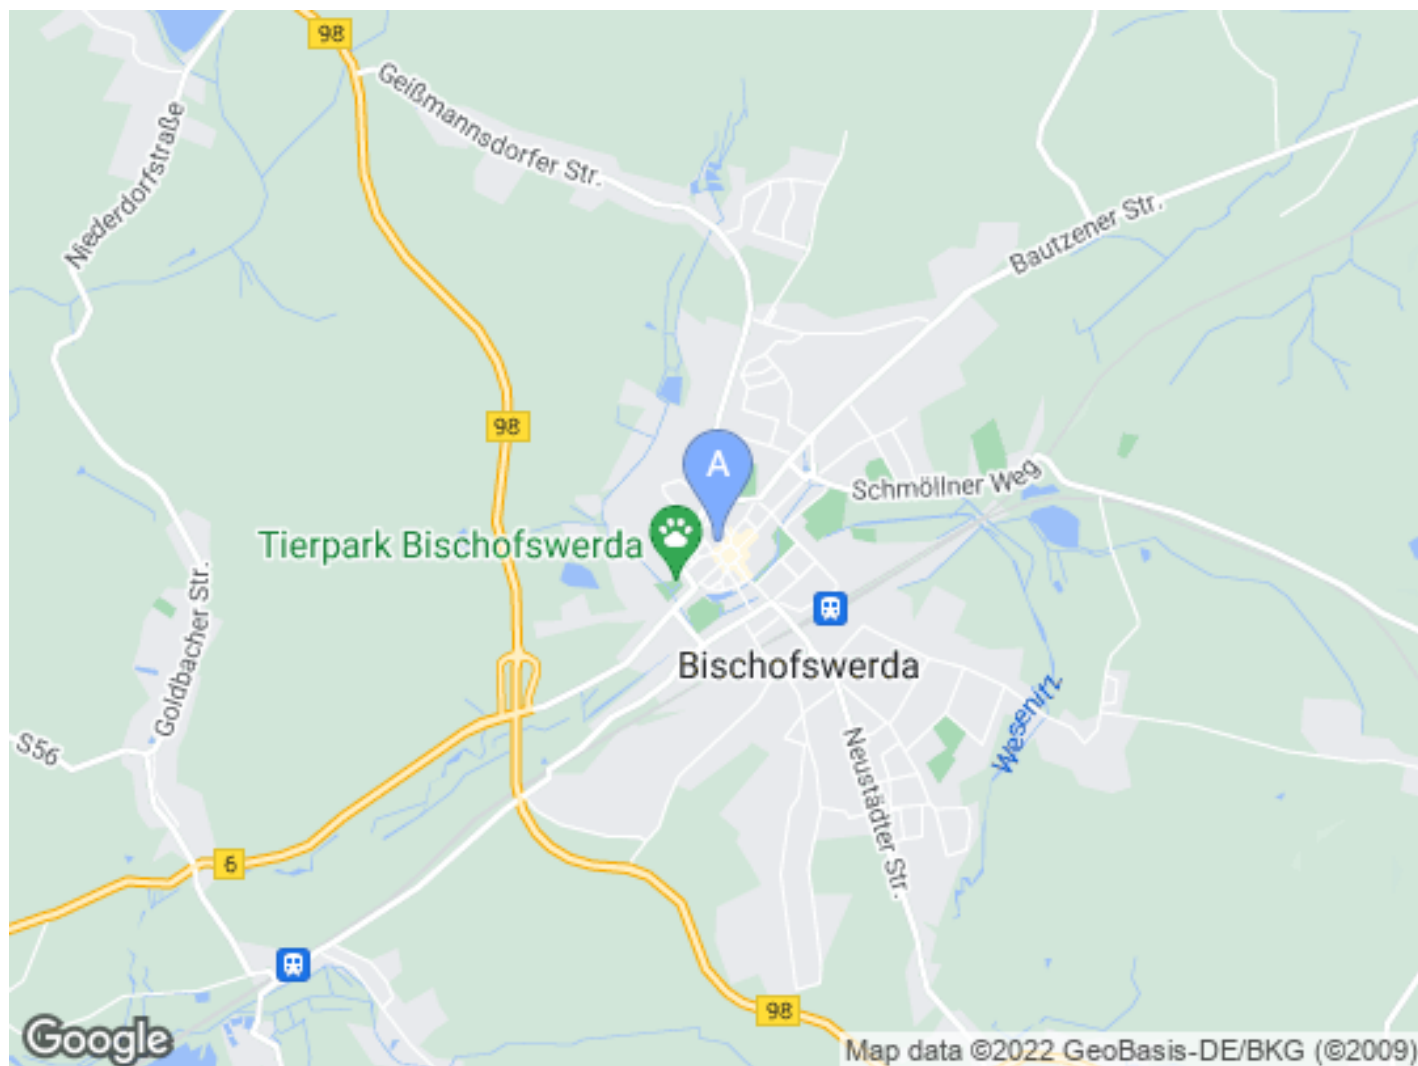 98
Geißmannsdorfer Str.
Niederdorfstraße
Bautzener Str.
98
A
Schmöllner Weg
Tierpark Bischofswerda
Goldbacher Str.
Bischofswerda
Wesenitz
S56
Neustädter Str.
6
98
Google
Map data ©2022 GeoBasis-DE/BKG (©2009)